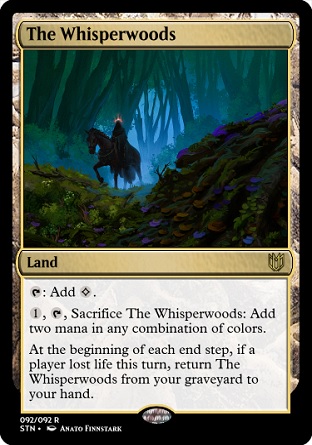 The Whisperwoods
Land
: Add .
1, , Sacrifice The Whisperwoods: Add
two mana in any combination of colors.
At the beginning of each end step, if a
player lost life this turn, return The
Whisperwoods from your graveyard to
your hand.
092/092 R
STN • Anato Finnstark